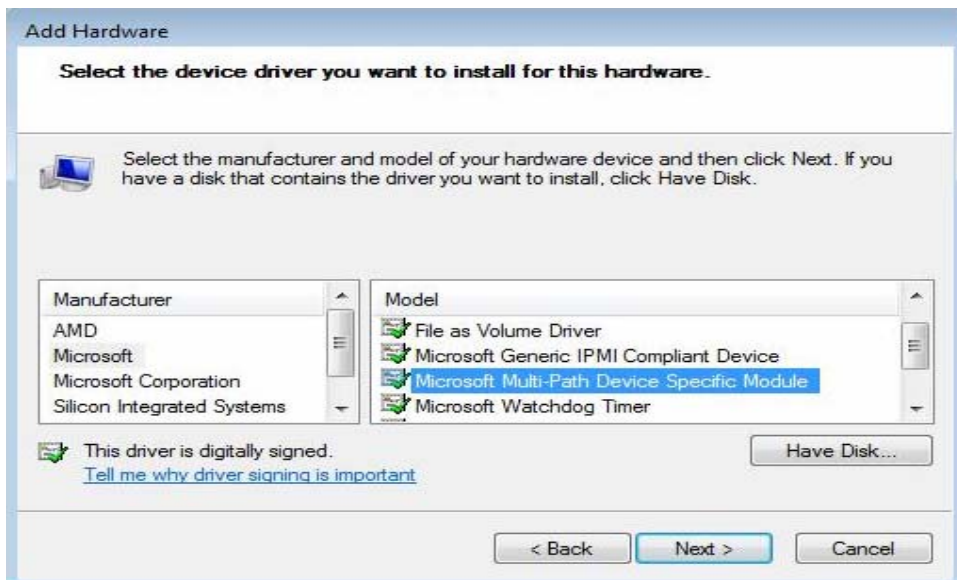 Add Hardware
Select the device driver you want to install for this hardware.
Select the manufacturer and model of your hardware device and then click Next. If you
have a disk that contains the driver you want to install, click Have Disk.
Manufacturer
AMD
Microsoft
Microsoft Corporation
Silicon Integrated Systems
Model
File as Volume Driver
Microsoft Generic IPMI Compliant Device
Microsoft Multi-Path Device Specific Module
Microsoft Watchdog Timer
This driver is digitally signed.
Tell me why driver signing is important
Have Disk...
< Back
Next >
Cancel